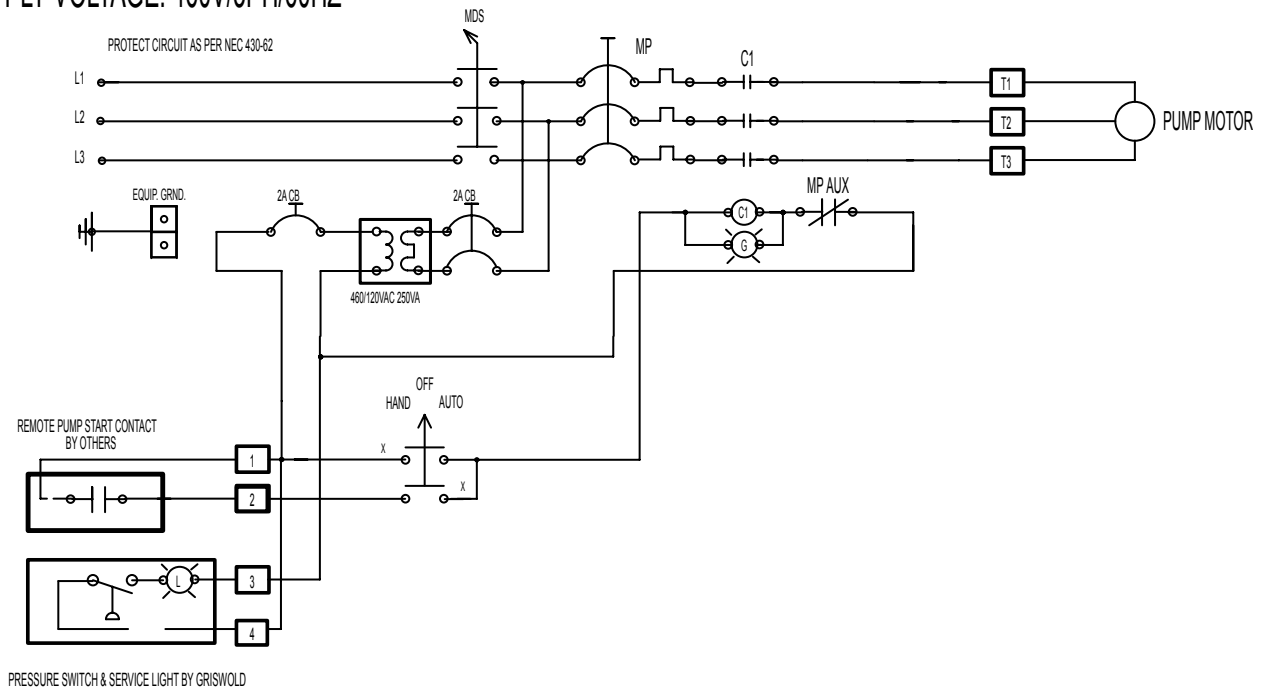 PROTECT CIRCUIT AS PER NEC 430-62
MDS
MP
C1
L1
T1
L2
T2
PUMP MOTOR
L3
T3
EQUIP. GRND.
2A CB
2A CB
MP AUX
C1
G
460/120VAC 250VA
OFF
HAND
AUTO
REMOTE PUMP START CONTACT
BY OTHERS
X
1
X
2
L
3
4
PRESSURE SWITCH & SERVICE LIGHT BY GRISWOLD